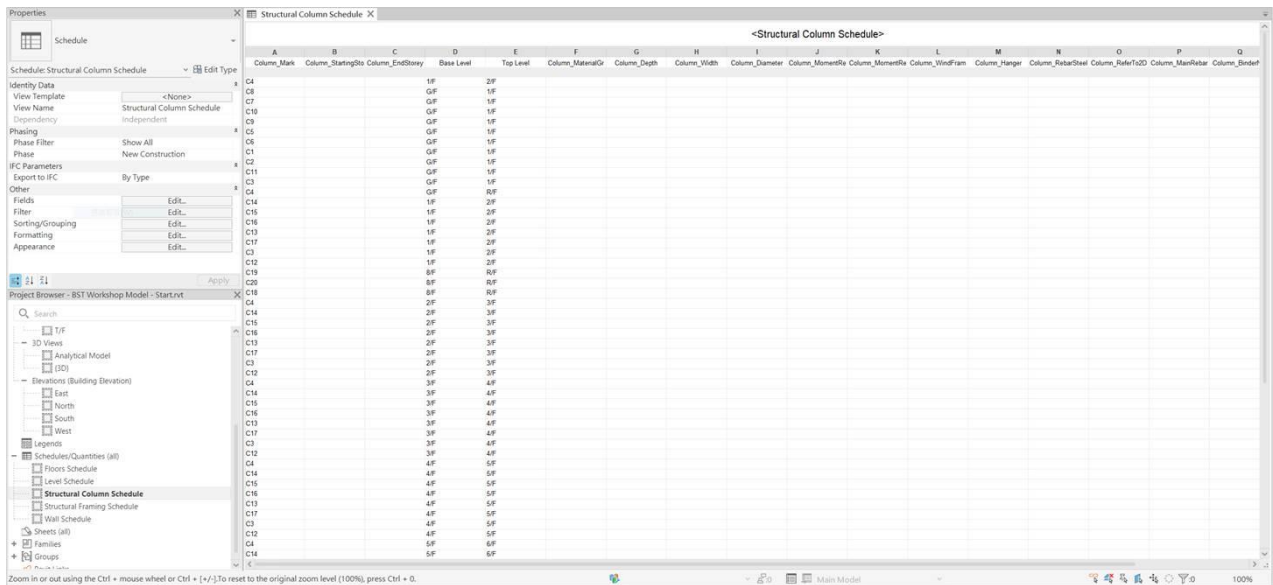 Properties
Schedule
Schedule: Structural Column Schedule
Edit Type
Identity Data
View Template <None>
View Name Structural Column Schedule
Dependency Independent
Phasing
Phase Filter Show All
Phase New Construction
IFC Parameters
Export to IFC By Type
Other
Fields Edit...
Filter Edit...
Sorting/Grouping Edit...
Formatting Edit...
Appearance Edit...
Apply
Project Browser - BST Workshop Model - Start.rvt
Search
T/F
3D Views
Analytical Model
{3D}
Elevations (Building Elevation)
East
North
South
West
Legends
Schedules/Quantities (all)
Floors Schedule
Level Schedule
Structural Column Schedule
Structural Framing Schedule
Wall Schedule
Sheets (all)
Families
Groups
Structural Column Schedule
<Structural Column Schedule>
A B C D E F G H I J K L M N O P Q
Column_Mark Column_StartingSto Column_EndStorey Base Level Top Level Column_MaterialGr Column_Depth Column_Width Column_Diameter Column_MomentRe Column_MomentRe Column_WindFram Column_Hanger Column_RebarSteel Column_ReferTo2D Column_MainRebar Column_Binder
C4 1/F 2/F
C8 G/F 1/F
C7 G/F 1/F
C10 G/F 1/F
C9 G/F 1/F
C5 G/F 1/F
C6 G/F 1/F
C1 G/F 1/F
C2 G/F 1/F
C11 G/F 1/F
C3 G/F 1/F
C4 G/F R/F
C14 1/F 2/F
C15 1/F 2/F
C16 1/F 2/F
C13 1/F 2/F
C17 1/F 2/F
C3 1/F 2/F
C12 1/F 2/F
C19 8/F R/F
C20 8/F R/F
C18 8/F R/F
C4 2/F 3/F
C14 2/F 3/F
C15 2/F 3/F
C16 2/F 3/F
C13 2/F 3/F
C17 2/F 3/F
C3 2/F 3/F
C12 2/F 3/F
C4 3/F 4/F
C14 3/F 4/F
C15 3/F 4/F
C16 3/F 4/F
C13 3/F 4/F
C17 3/F 4/F
C3 3/F 4/F
C12 3/F 4/F
C4 4/F 5/F
C14 4/F 5/F
C15 4/F 5/F
C16 4/F 5/F
C13 4/F 5/F
C17 4/F 5/F
C3 4/F 5/F
C12 4/F 5/F
C4 5/F 6/F
C14 5/F 6/F
Zoom in or out using the Ctrl + mouse wheel or Ctrl + [+/-].To reset to the original zoom level (100%), press Ctrl + 0.
:0
Main Model
:0
100%